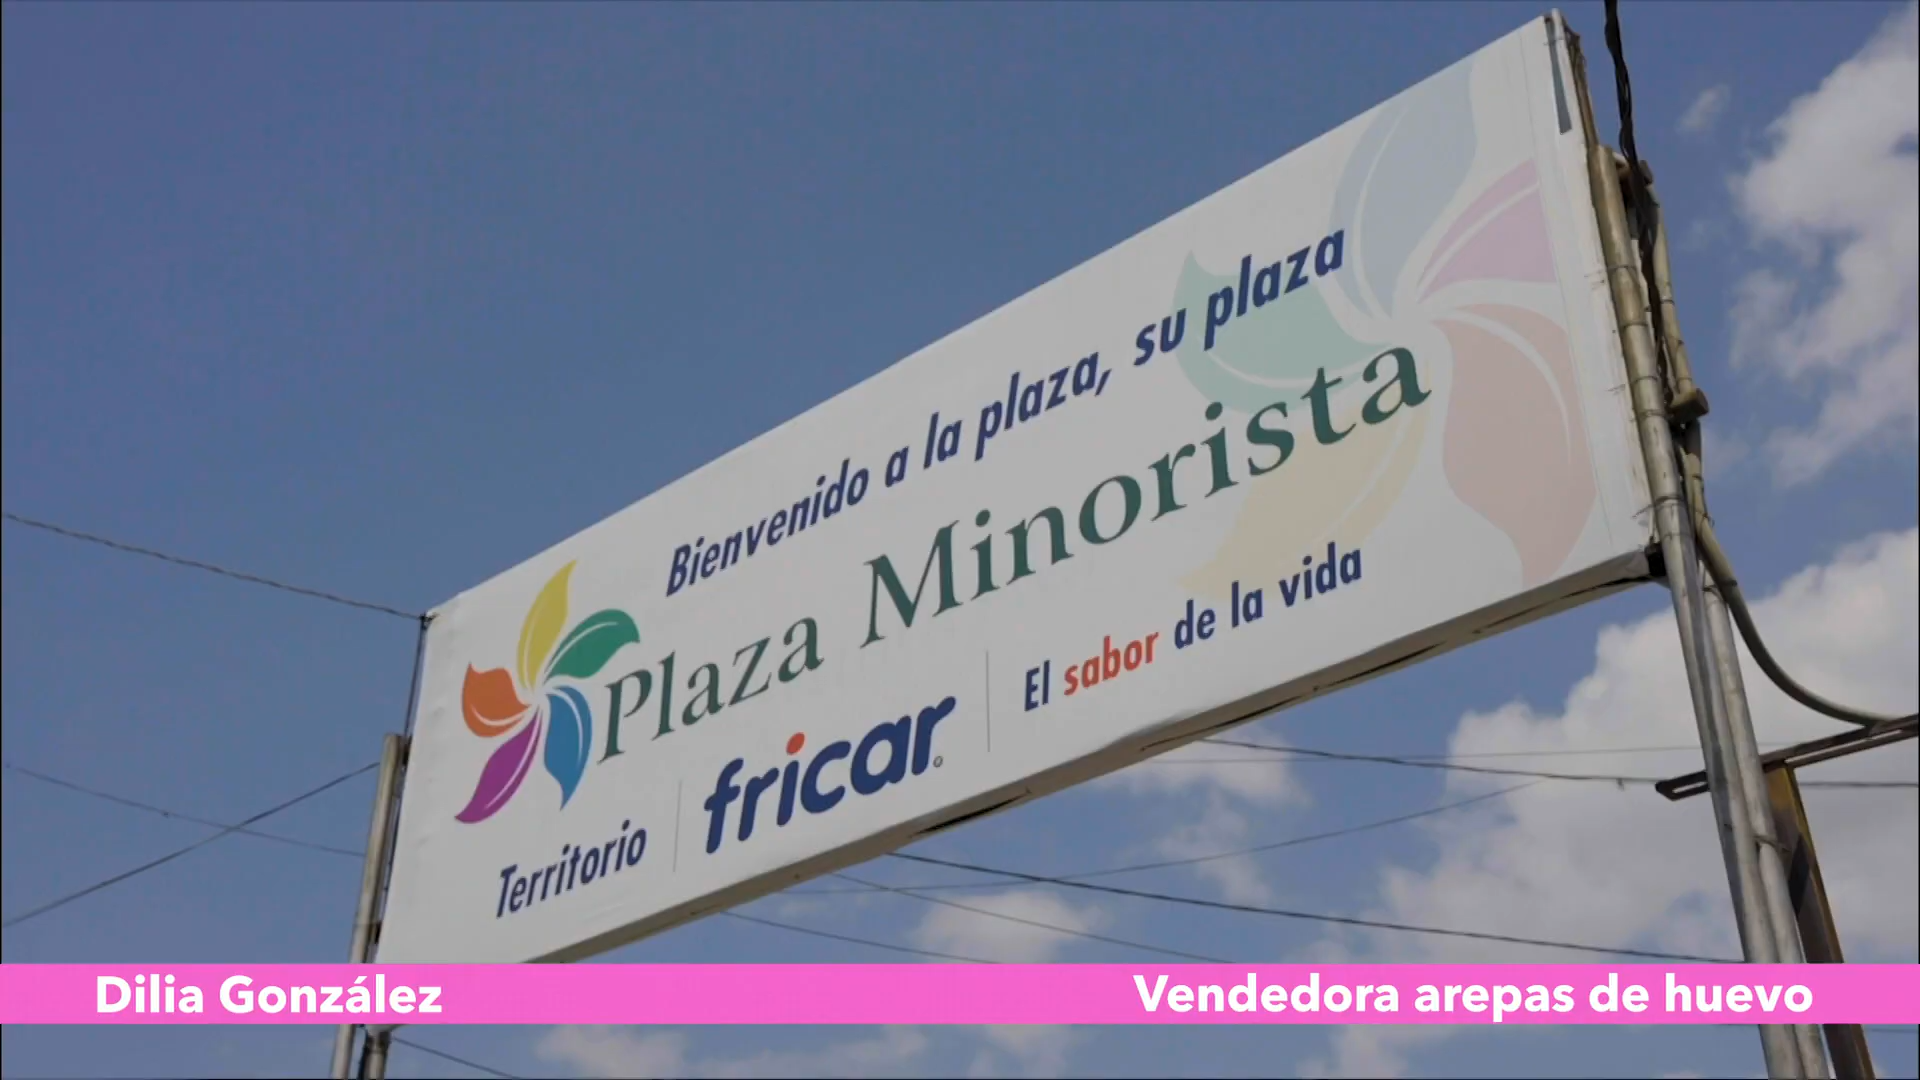 Bienvenido a la plaza, su plaza
Plaza Minorista
Territorio fricar® El sabor de la vida
Dilia González Vendedora arepas de huevo